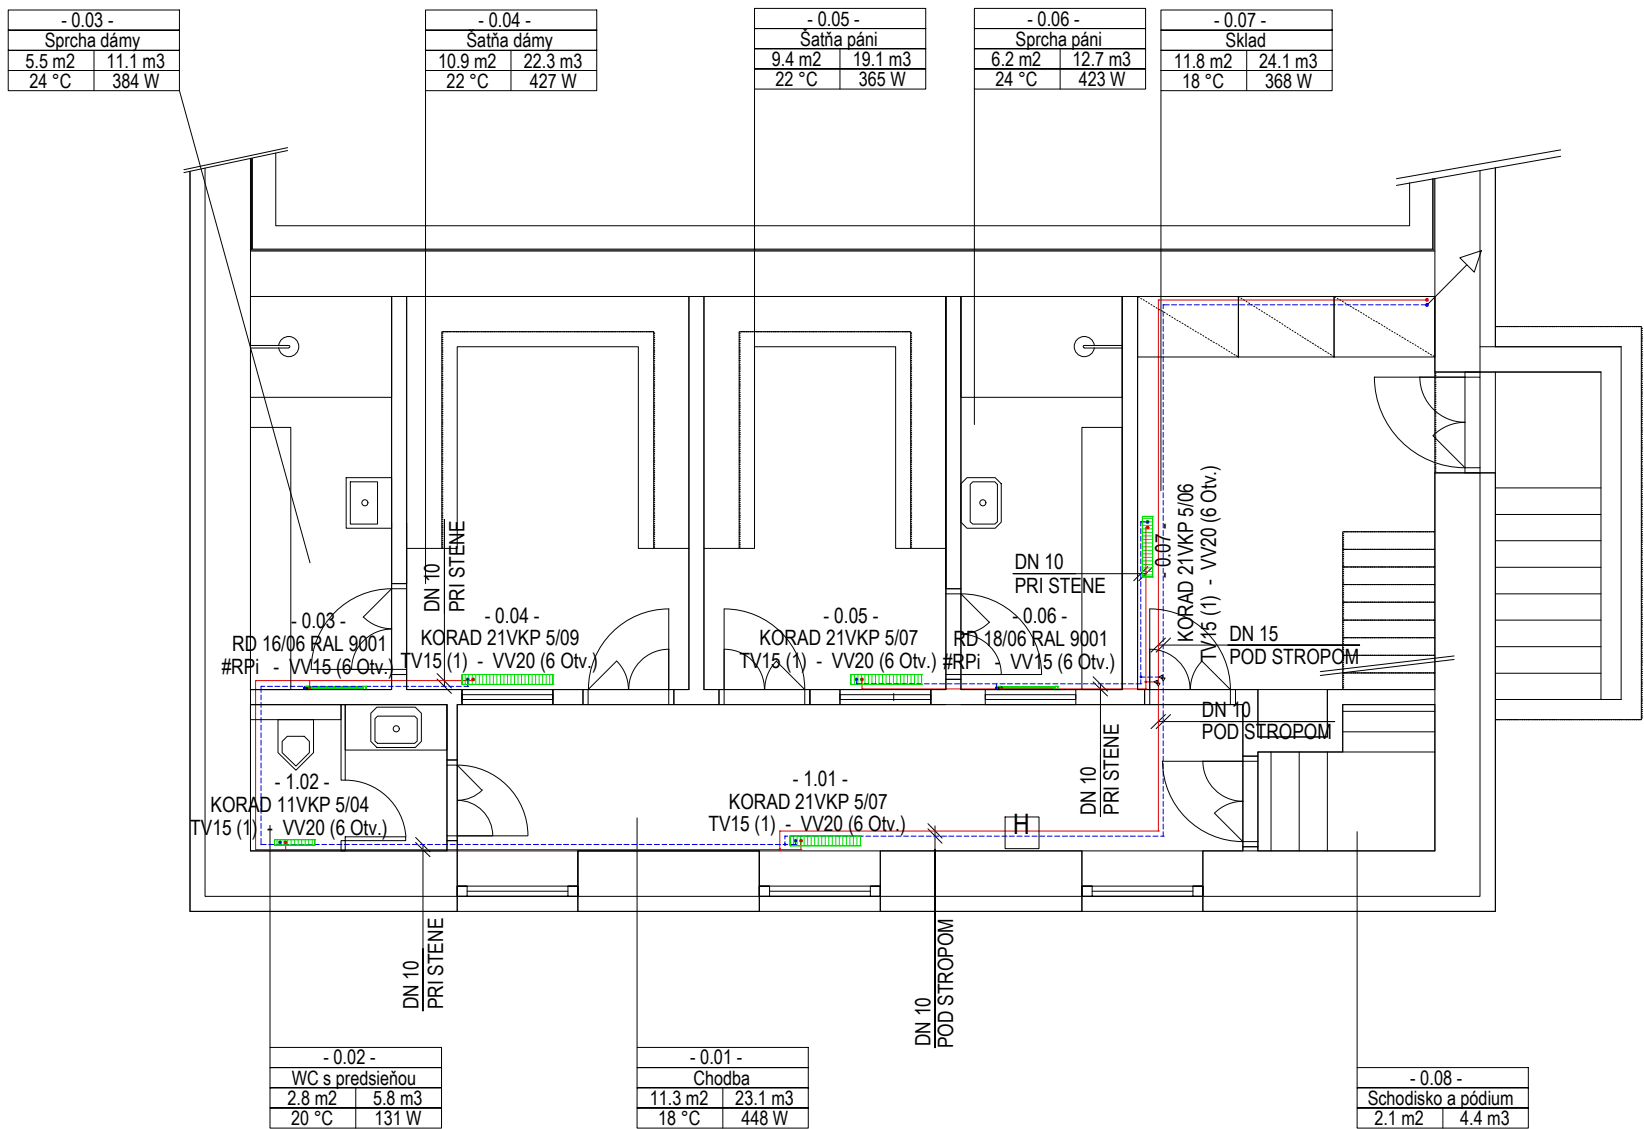 - 0.03 -
Sprcha dámy
5.5 m2 11.1 m3
24 °C 384 W
- 0.04 -
Šatňa dámy
10.9 m2 22.3 m3
22 °C 427 W
- 0.05 -
Šatňa páni
9.4 m2 19.1 m3
22 °C 365 W
- 0.06 -
Sprcha páni
6.2 m2 12.7 m3
24 °C 423 W
- 0.07 -
Sklad
11.8 m2 24.1 m3
18 °C 368 W
DN 10
PRI STENE
- 0.03 -
RD 16/06 RAL 9001
#RPi - VV15 (6 Otv.)
- 0.04 -
KORAD 21VKP 5/09
TV15 (1) - VV20 (6 Otv.)
- 0.05 -
KORAD 21VKP 5/07
TV15 (1) - VV20 (6 Otv.)
- 0.06 -
RD 18/06 RAL 9001
#RPi - VV15 (6 Otv.)
DN 10
PRI STENE
- 0.07 -
KORAD 21VKP 5/06
TV15 (1) - VV20 (6 Otv.)
DN 15
POD STROPOM
DN 10
POD STROPOM
DN 10
PRI STENE
- 1.02 -
KORAD 11VKP 5/04
TV15 (1) - VV20 (6 Otv.)
- 1.01 -
KORAD 21VKP 5/07
TV15 (1) - VV20 (6 Otv.)
H
DN 10
PRI STENE
DN 10
POD STROPOM
- 0.02 -
WC s predsieňou
2.8 m2 5.8 m3
20 °C 131 W
- 0.01 -
Chodba
11.3 m2 23.1 m3
18 °C 448 W
- 0.08 -
Schodisko a pódium
2.1 m2 4.4 m3